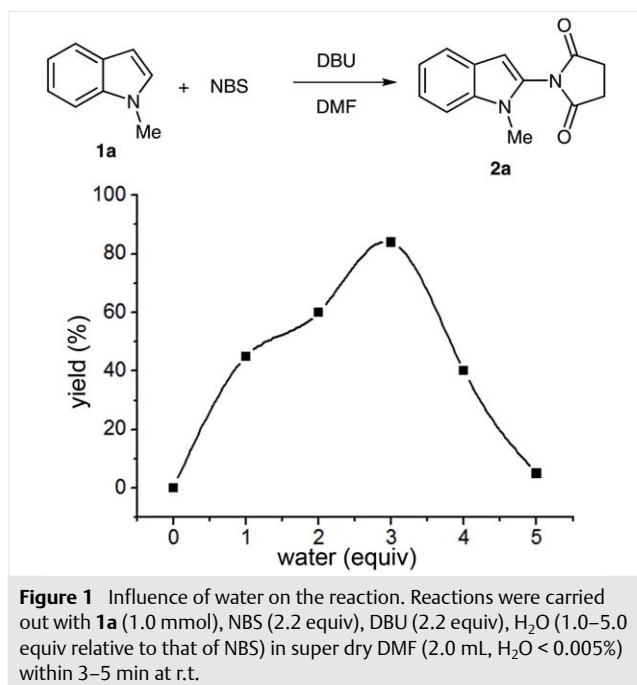 DBU
+ NBS
DMF
N
Me
1a
N
Me
N
O
O
2a
100
80
60
40
20
0
yield (%)
0 1 2 3 4 5
water (equiv)
Figure 1 Influence of water on the reaction. Reactions were carried
out with 1a (1.0 mmol), NBS (2.2 equiv), DBU (2.2 equiv), H₂O (1.0–5.0
equiv relative to that of NBS) in super dry DMF (2.0 mL, H₂O < 0.005%)
within 3–5 min at r.t.